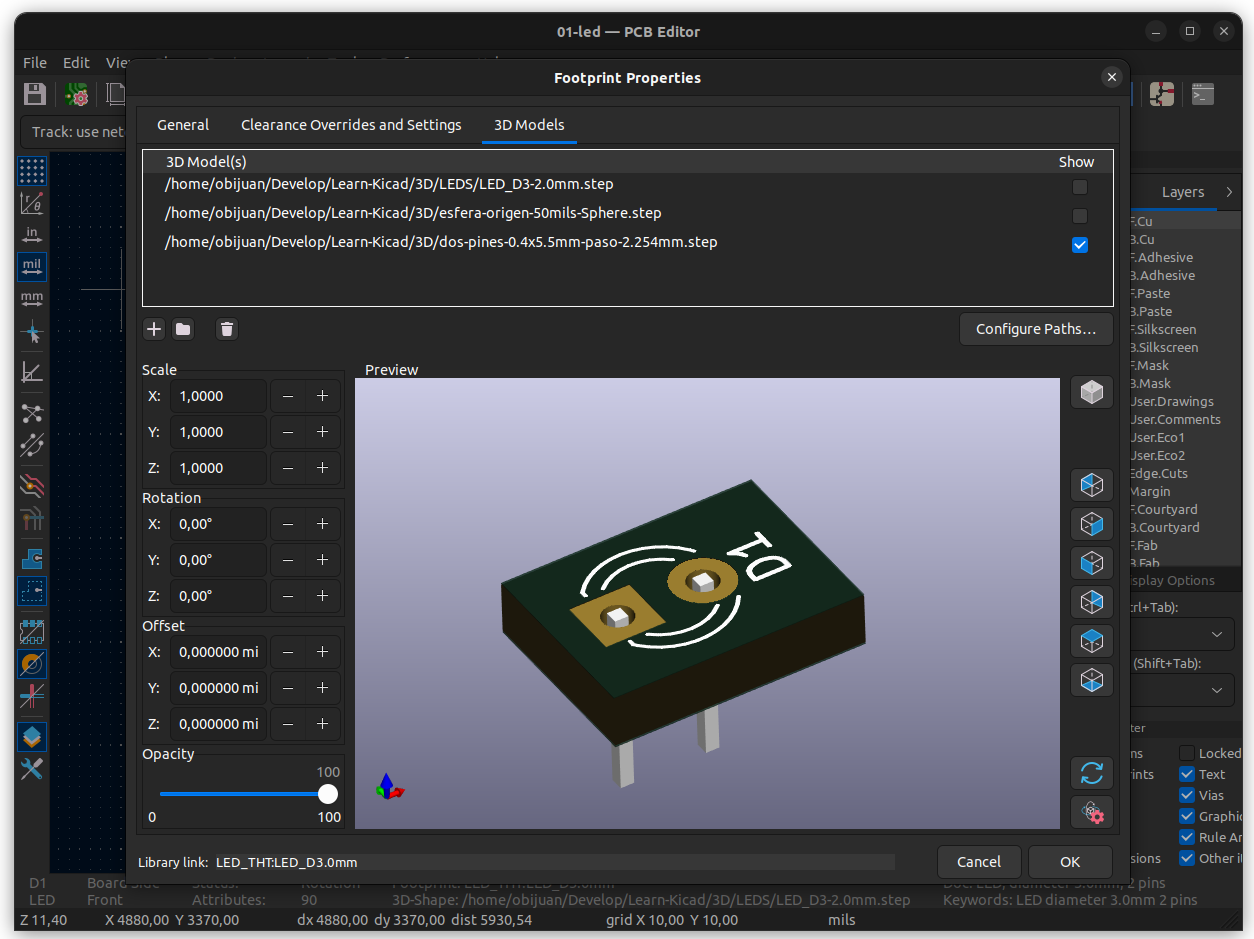 01-led — PCB Editor
File Edit
Footprint Properties
Track: use net
General Clearance Overrides and Settings 3D Models
3D Model(s) Show
/home/obijuan/Develop/Learn-Kicad/3D/LEDS/LED_D3-2.0mm.step
/home/obijuan/Develop/Learn-Kicad/3D/esfera-origen-50mils-Sphere.step
/home/obijuan/Develop/Learn-Kicad/3D/dos-pines-0.4x5.5mm-paso-2.254mm.step
in
mil
mm
Configure Paths...
Layers
F.Cu
B.Cu
F.Adhesive
B.Adhesive
F.Paste
B.Paste
F.Silkscreen
B.Silkscreen
F.Mask
B.Mask
User.Drawings
User.Comments
User.Eco1
User.Eco2
Edge.Cuts
Margin
F.Courtyard
B.Courtyard
F.Fab
B.Fab
Scale Preview
X: 1,0000 — +
Y: 1,0000 — +
Z: 1,0000 — +
Rotation
X: 0,00° — +
Y: 0,00° — +
Z: 0,00° — +
Offset
X: 0,000000 mi — +
Y: 0,000000 mi — +
Z: 0,000000 mi — +
Opacity
100
0 100
D1
splay Options
rl+Tab):
(Shift+Tab):
ter
ns Locked
ints Text
Vias
Graphic
Rule Ar
sions Other it
Library link: LED_THT:LED_D3.0mm
Cancel OK
D1 Board Side Status: Rotation Footprint: LED_THT:LED_D3.0mm Doc: LED, diameter 3.0mm, 2 pins
LED Front Attributes: 90 3D-Shape: /home/obijuan/Develop/Learn-Kicad/3D/LEDS/LED_D3-2.0mm.step Keywords: LED diameter 3.0mm 2 pins
Z 11,40 X 4880,00 Y 3370,00 dx 4880,00 dy 3370,00 dist 5930,54 grid X 10,00 Y 10,00 mils